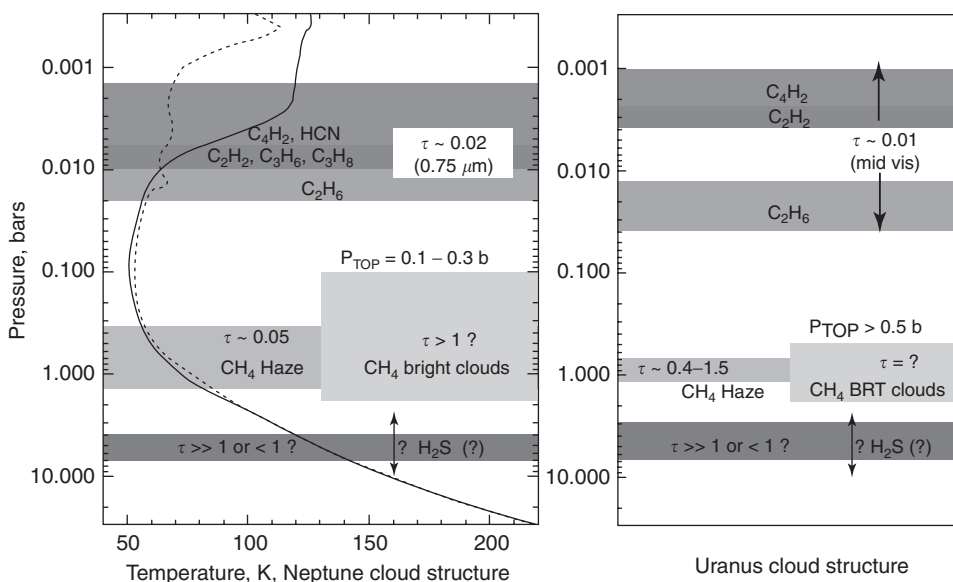 Pressure, bars
0.001
0.010
0.100
1.000
10.000
C₄H₂, HCN
C₂H₂, C₃H₆, C₃H₈
C₂H₆
τ ~ 0.02
(0.75 μm)
P_TOP = 0.1 – 0.3 b
τ ~ 0.05
CH₄ Haze
τ > 1 ?
CH₄ bright clouds
τ >> 1 or < 1 ?
? H₂S (?)
50
100
150
200
Temperature, K, Neptune cloud structure
0.001
0.010
0.100
1.000
10.000
C₄H₂
C₂H₂
τ ~ 0.01
(mid vis)
C₂H₆
P_TOP > 0.5 b
τ ~ 0.4–1.5
CH₄ Haze
τ = ?
CH₄ BRT clouds
τ >> 1 or < 1 ?
? H₂S (?)
Uranus cloud structure